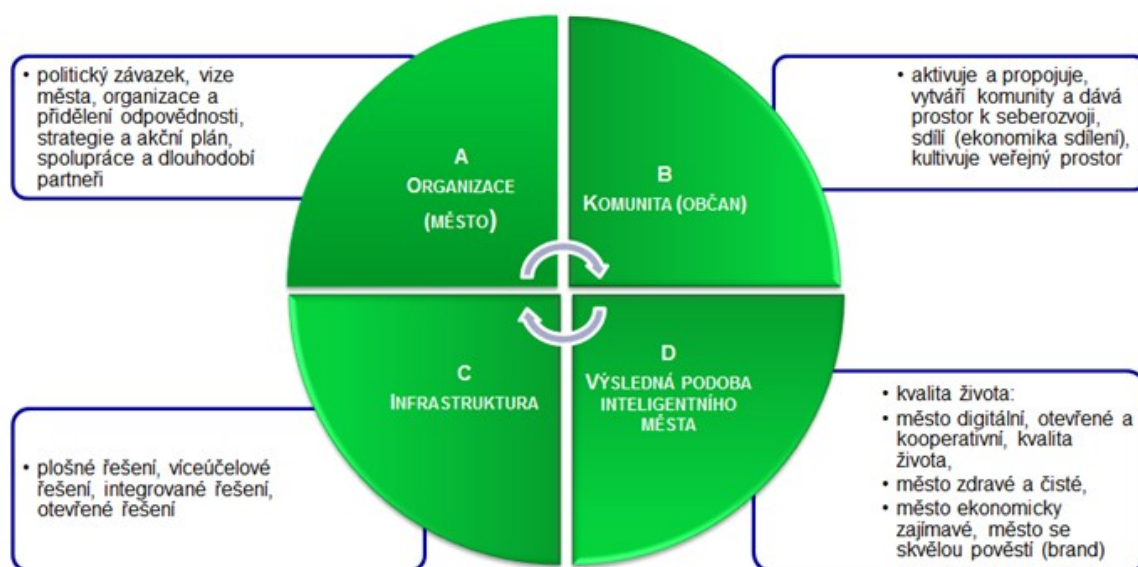 • politický závazek, vize
města, organizace a
přidělení odpovědnosti,
strategie a akční plán,
spolupráce a dlouhodobí
partneři
A
ORGANIZACE
(MĚSTO)
B
KOMUNITA (OBČAN)
• aktivuje a propojuje,
vytváří komunity a dává
prostor k seberozvoji,
sdílí (ekonomika sdílení),
kultivuje veřejný prostor
• plošné řešení, víceúčelové
řešení, integrované řešení,
otevřené řešení
C
INFRASTRUKTURA
D
VÝSLEDNÁ PODOBA
INTELIGENTNÍHO
MĚSTA
• kvalita života:
• město digitální, otevřené a
kooperativní, kvalita
života,
• město zdravé a čisté,
• město ekonomicky
zajímavé, město se
skvělou pověstí (brand)